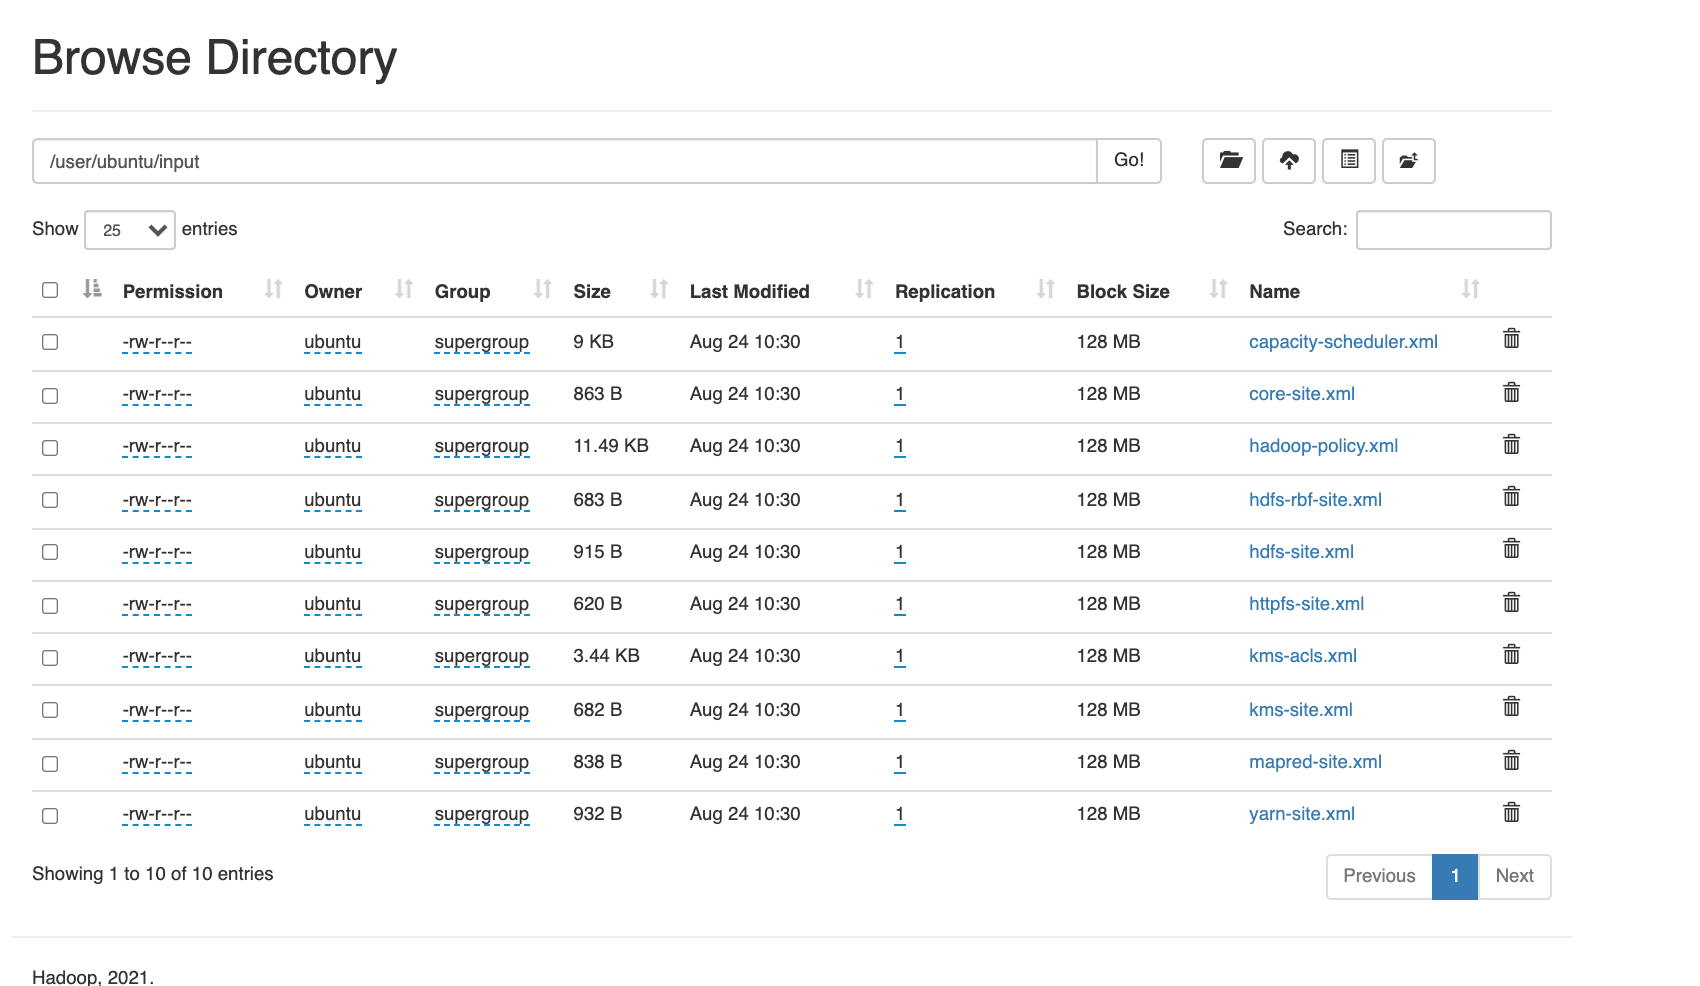 Browse Directory
/user/ubuntu/input Go!
Show 25 entries Search:
Permission Owner Group Size Last Modified Replication Block Size Name
-rw-r--r-- ubuntu supergroup 9 KB Aug 24 10:30 1 128 MB capacity-scheduler.xml
-rw-r--r-- ubuntu supergroup 863 B Aug 24 10:30 1 128 MB core-site.xml
-rw-r--r-- ubuntu supergroup 11.49 KB Aug 24 10:30 1 128 MB hadoop-policy.xml
-rw-r--r-- ubuntu supergroup 683 B Aug 24 10:30 1 128 MB hdfs-rbf-site.xml
-rw-r--r-- ubuntu supergroup 915 B Aug 24 10:30 1 128 MB hdfs-site.xml
-rw-r--r-- ubuntu supergroup 620 B Aug 24 10:30 1 128 MB httpfs-site.xml
-rw-r--r-- ubuntu supergroup 3.44 KB Aug 24 10:30 1 128 MB kms-acls.xml
-rw-r--r-- ubuntu supergroup 682 B Aug 24 10:30 1 128 MB kms-site.xml
-rw-r--r-- ubuntu supergroup 838 B Aug 24 10:30 1 128 MB mapred-site.xml
-rw-r--r-- ubuntu supergroup 932 B Aug 24 10:30 1 128 MB yarn-site.xml
Showing 1 to 10 of 10 entries Previous 1 Next
Hadoop, 2021.